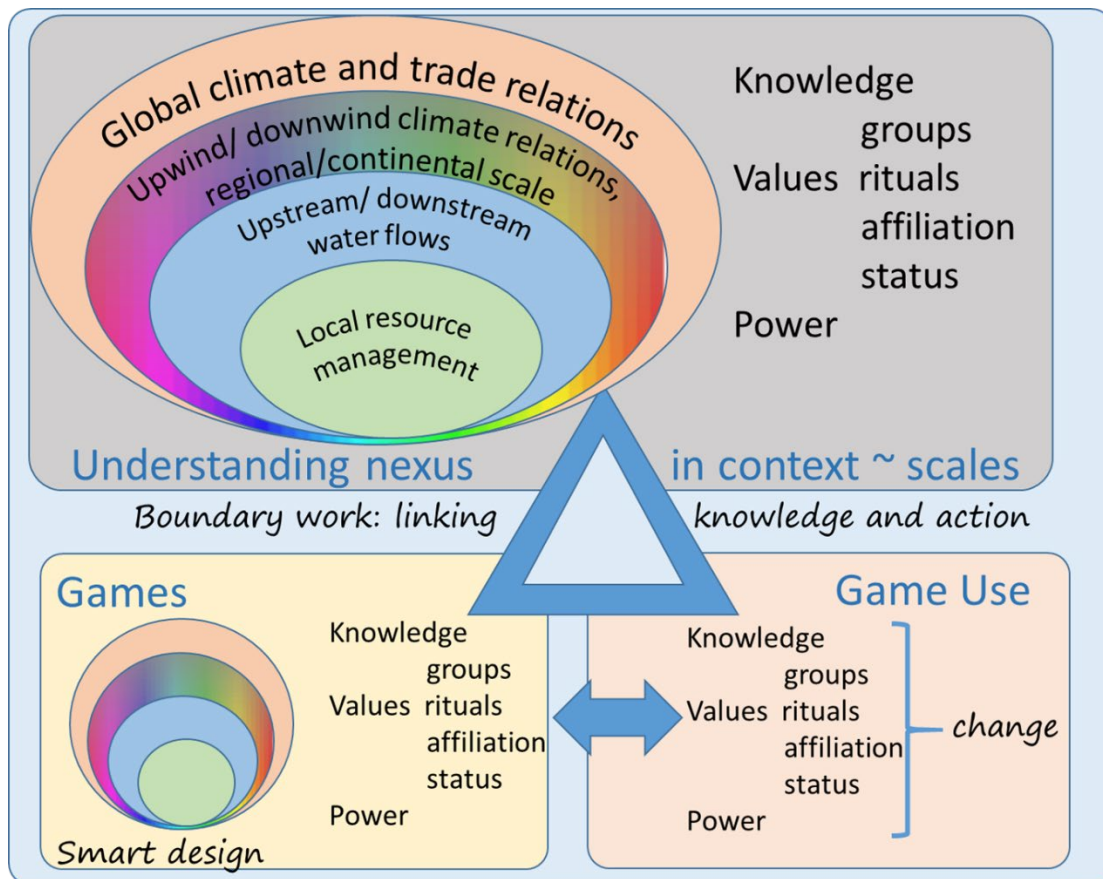 Global climate and trade relations
Upwind/ downwind climate relations,
regional/continental scale
Upstream/ downstream
water flows
Local resource
management
Knowledge
groups
Values rituals
affiliation
status
Power
Understanding nexus in context ~ scales
Boundary work: linking knowledge and action
Games
Knowledge
groups
Values rituals
affiliation
status
Power
Smart design
Game Use
Knowledge
groups
Values rituals
affiliation
status
Power
change